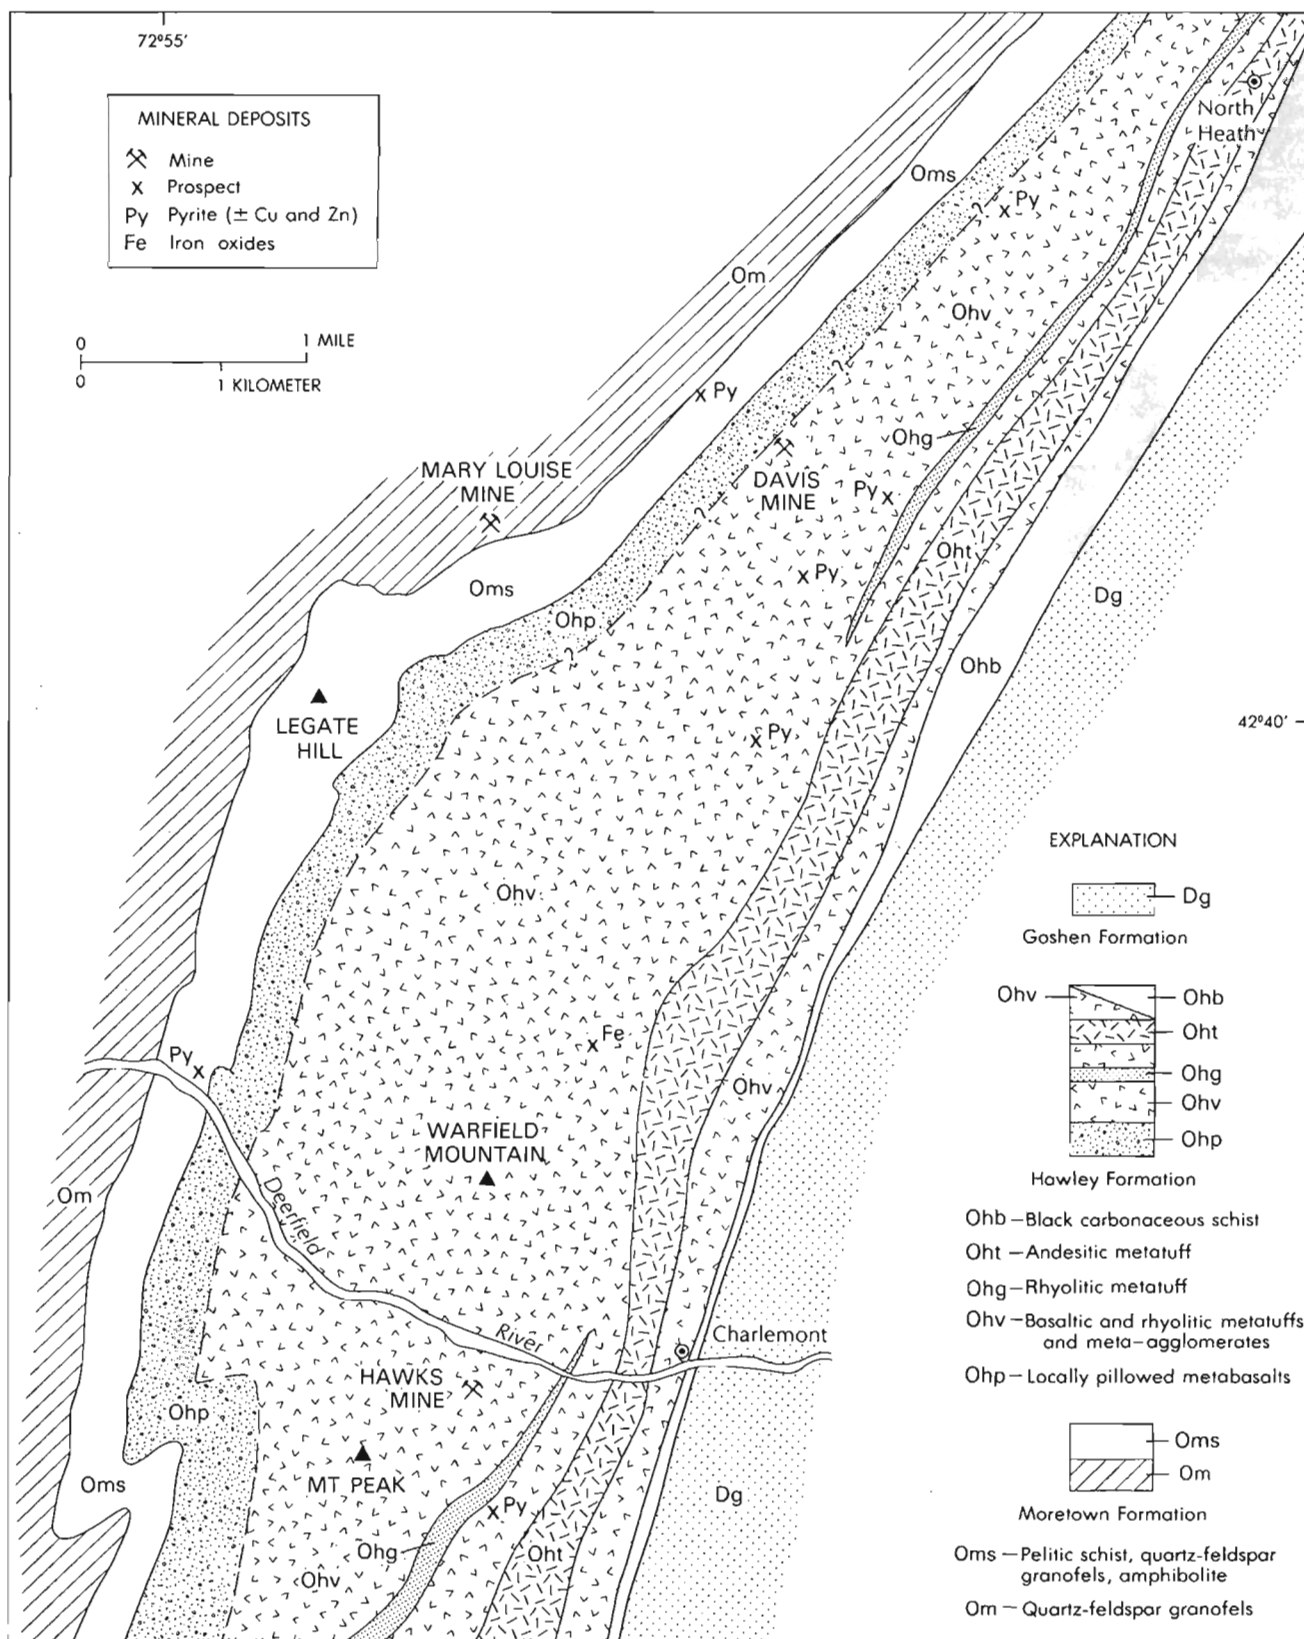 72°55'
MINERAL DEPOSITS
Mine
x Prospect
Py Pyrite (± Cu and Zn)
Fe Iron oxides
0 1 MILE
0 1 KILOMETER
North
Heath
Oms
x Py
Om
Ohv
x Py
Ohg
MARY LOUISE
MINE
DAVIS
MINE
Py x
Oht
x Py
Oms
Dg
Ohp
?
?
?
?
Ohb
LEGATE
HILL
x Py
42°40'
Ohv
x Fe
Py x
Ohv
WARFIELD
MOUNTAIN
Om
Deerfield
River
Charlemont
HAWKS
MINE
Ohp
MT PEAK
Oms
x Py
Dg
Ohg
Oht
Ohv
EXPLANATION
Dg
Goshen Formation
Ohv Ohb
Oht
Ohg
Ohv
Ohp
Hawley Formation
Ohb – Black carbonaceous schist
Oht – Andesitic metatuff
Ohg – Rhyolitic metatuff
Ohv – Basaltic and rhyolitic metatuffs
and meta-agglomerates
Ohp – Locally pillowed metabasalts
Oms
Om
Moretown Formation
Oms – Pelitic schist, quartz-feldspar
granofels, amphibolite
Om – Quartz-feldspar granofels